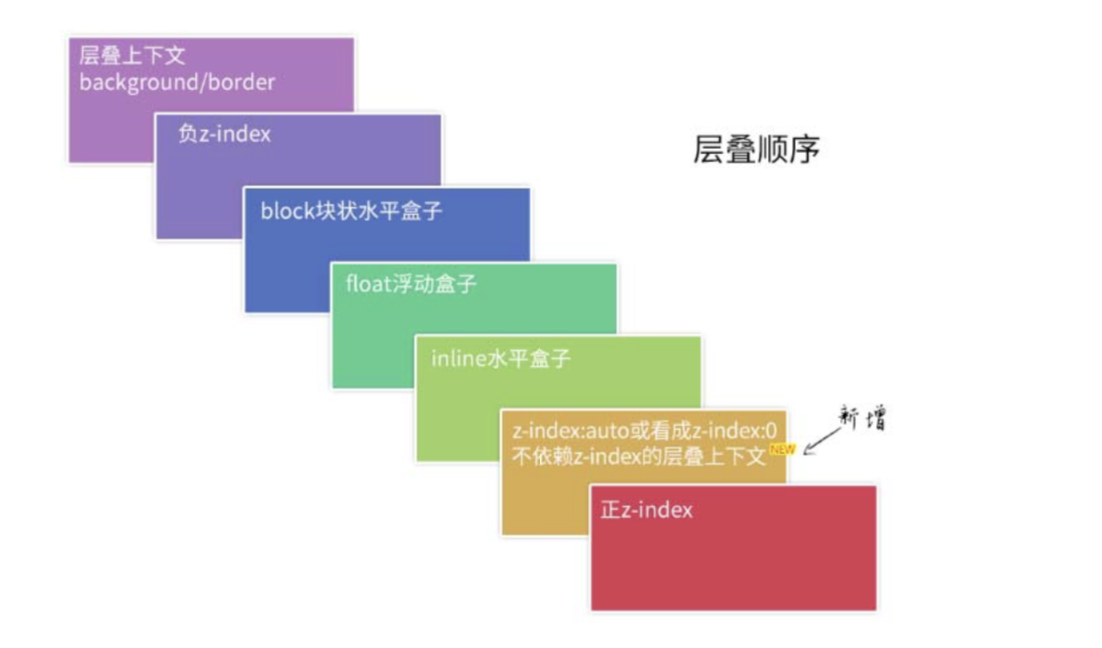 层叠上下文
background/border
负z-index
层叠顺序
block块状水平盒子
float浮动盒子
inline水平盒子
新增
z-index:auto或看成z-index:0
不依赖z-index的层叠上下文
NEW
正z-index